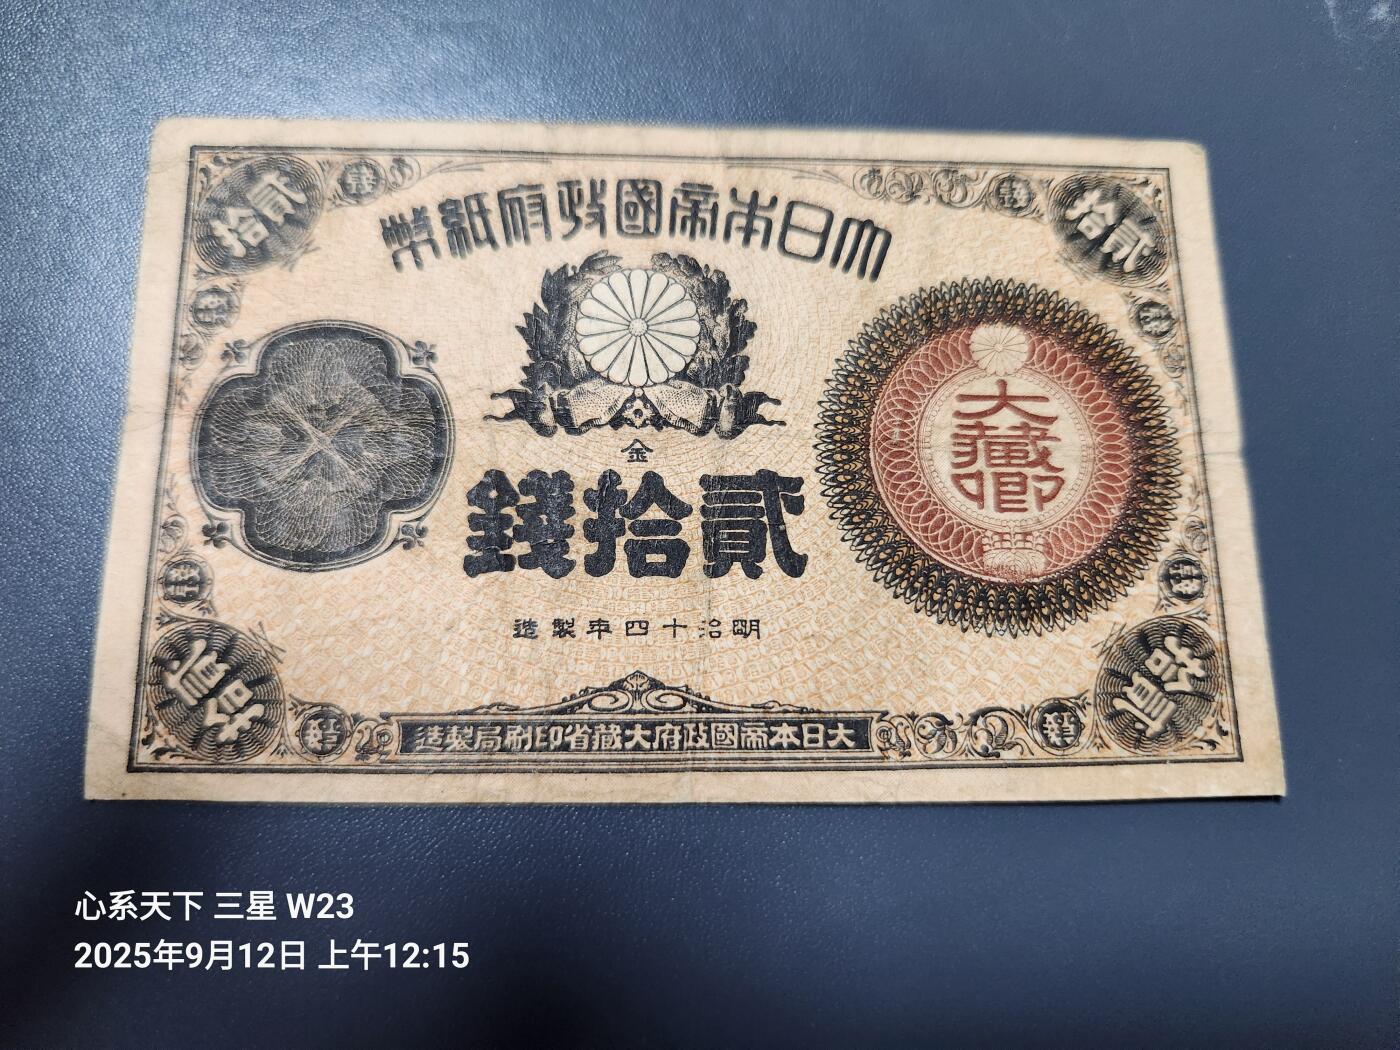 大日本帝國政府紙幣
貳拾
貳拾
金
貳拾錢
大藏卿
明治十四年製造
貳拾
貳拾
大日本帝國政府大藏省印刷局製造
心系天下 三星 W23
2025年9月12日 上午12:15